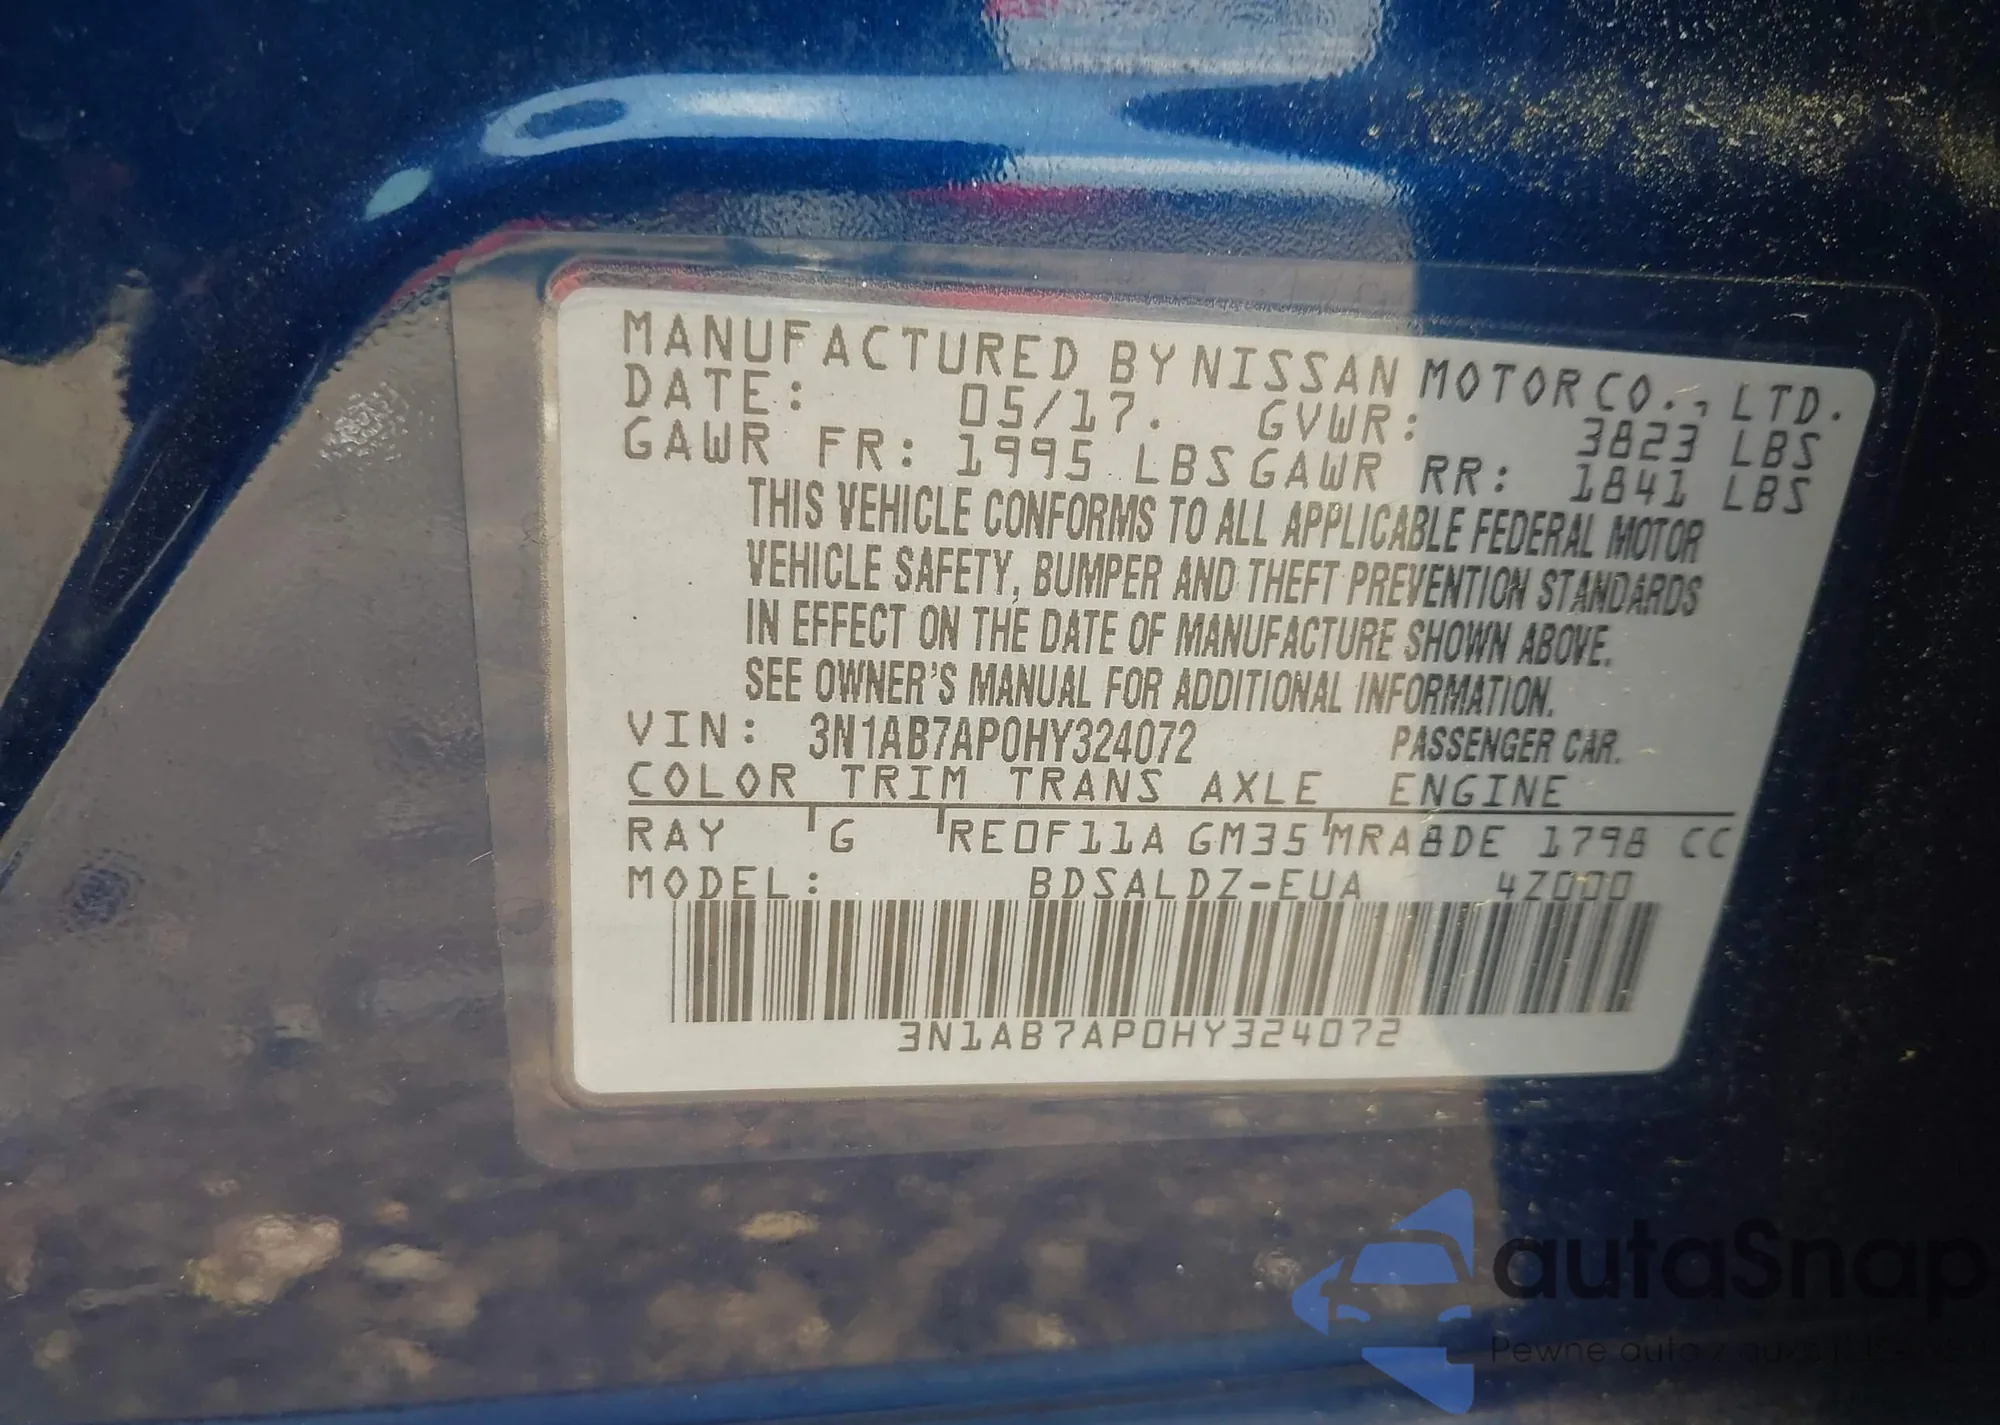 MANUFACTURED BY NISSAN MOTOR CO., LTD.
DATE: 05/17. GVWR: 3823 LBS
GAWR FR: 1995 LBS GAWR RR: 1841 LBS
THIS VEHICLE CONFORMS TO ALL APPLICABLE FEDERAL MOTOR
VEHICLE SAFETY, BUMPER AND THEFT PREVENTION STANDARDS
IN EFFECT ON THE DATE OF MANUFACTURE SHOWN ABOVE.
SEE OWNER'S MANUAL FOR ADDITIONAL INFORMATION.
VIN: 3N1AB7AP0HY324072 PASSENGER CAR.
COLOR TRIM TRANS AXLE ENGINE
RAY G RE0F11A GM35 MRA8DE 1798 CC
MODEL: BDSALDZ-EUA 4Z000
3N1AB7AP0HY324072
autaSnap
Pewne auta z